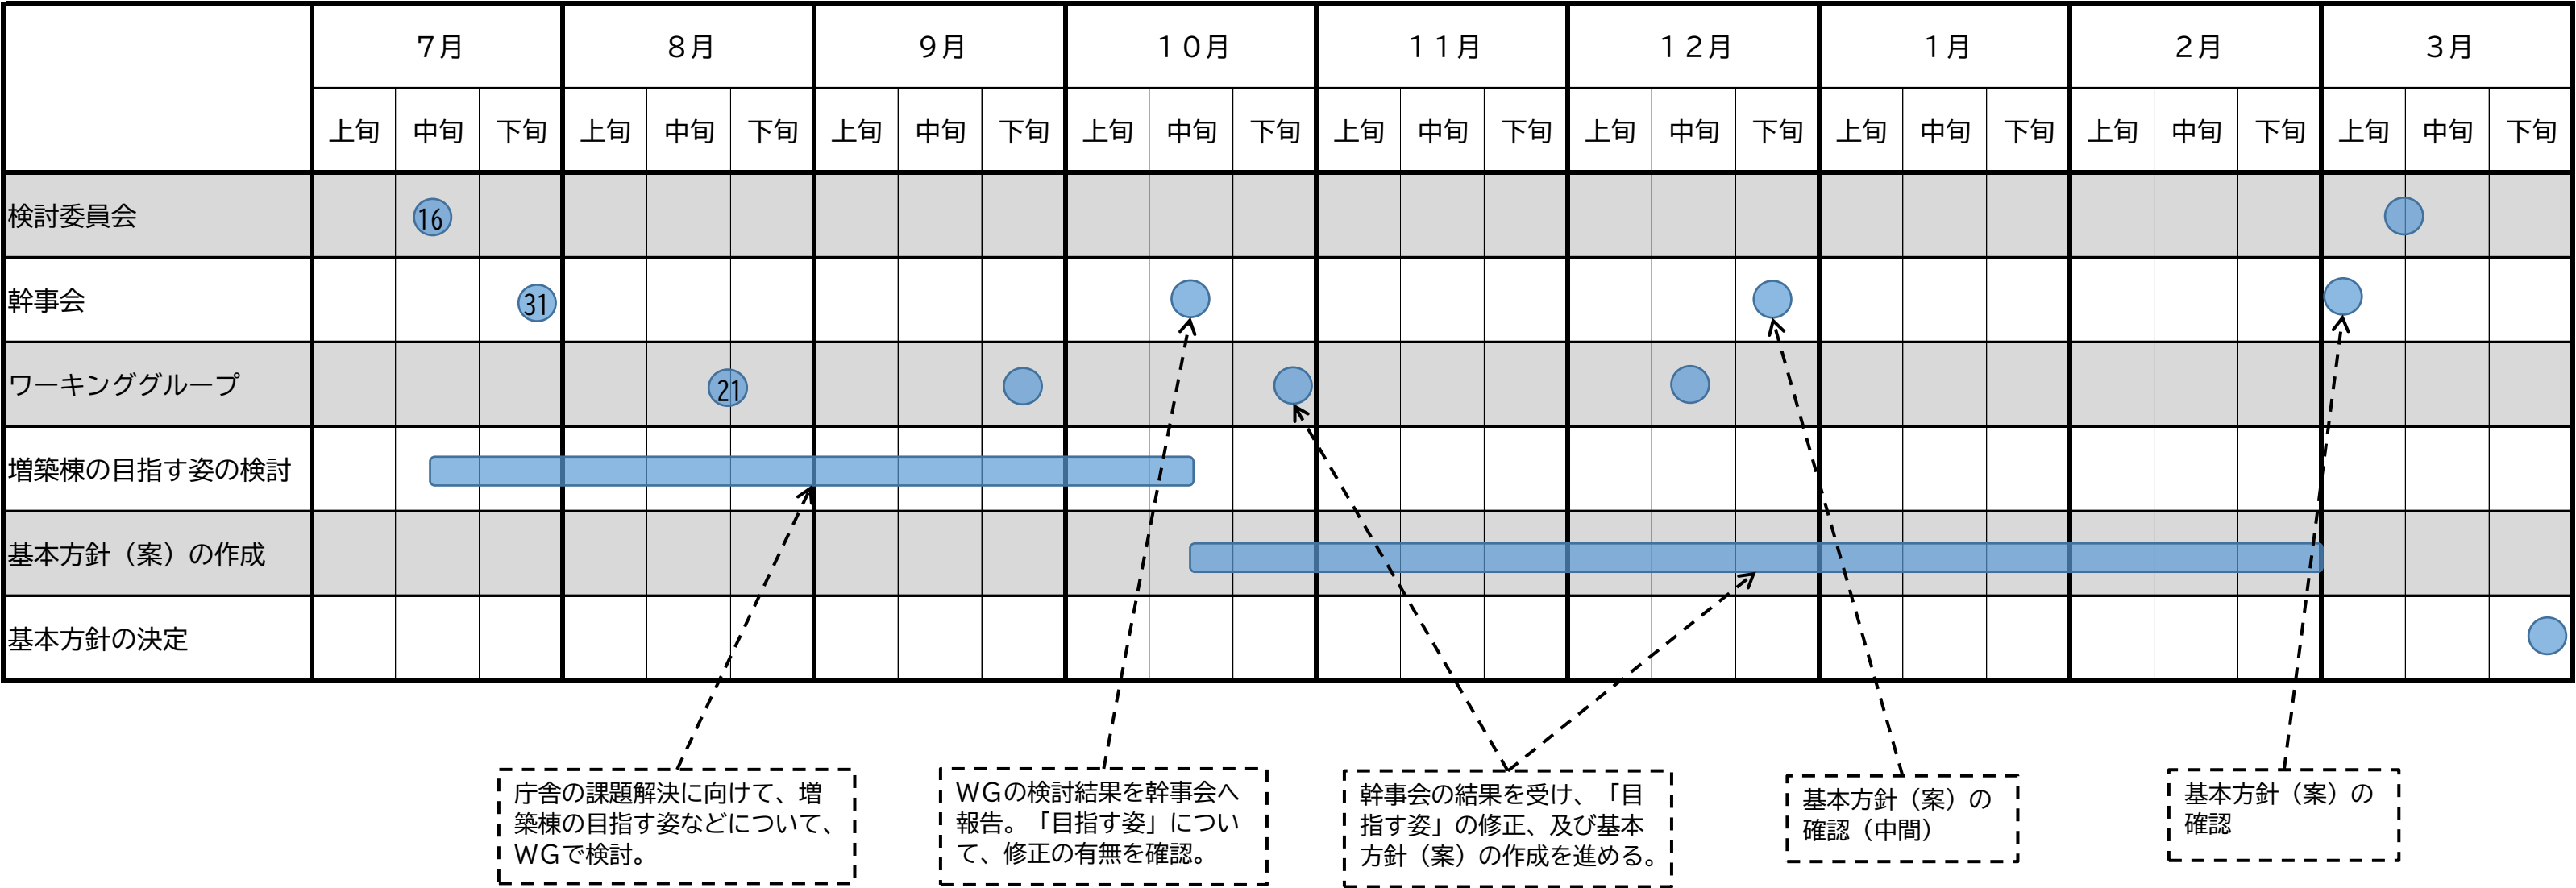 ７月 ８月 ９月 １０月 １１月 １２月 １月 ２月 ３月
上旬 中旬 下旬 上旬 中旬 下旬 上旬 中旬 下旬 上旬 中旬 下旬 上旬 中旬 下旬 上旬 中旬 下旬 上旬 中旬 下旬 上旬 中旬 下旬 上旬 中旬 下旬
検討委員会 16
幹事会 31
ワーキンググループ 21
増築棟の目指す姿の検討
基本方針（案）の作成
基本方針の決定
庁舎の課題解決に向けて、増
築棟の目指す姿などについて、
ＷＧで検討。
ＷＧの検討結果を幹事会へ
報告。「目指す姿」につい
て、修正の有無を確認。
幹事会の結果を受け、「目
指す姿」の修正、及び基本
方針（案）の作成を進める。
基本方針（案）の
確認（中間）
基本方針（案）の
確認